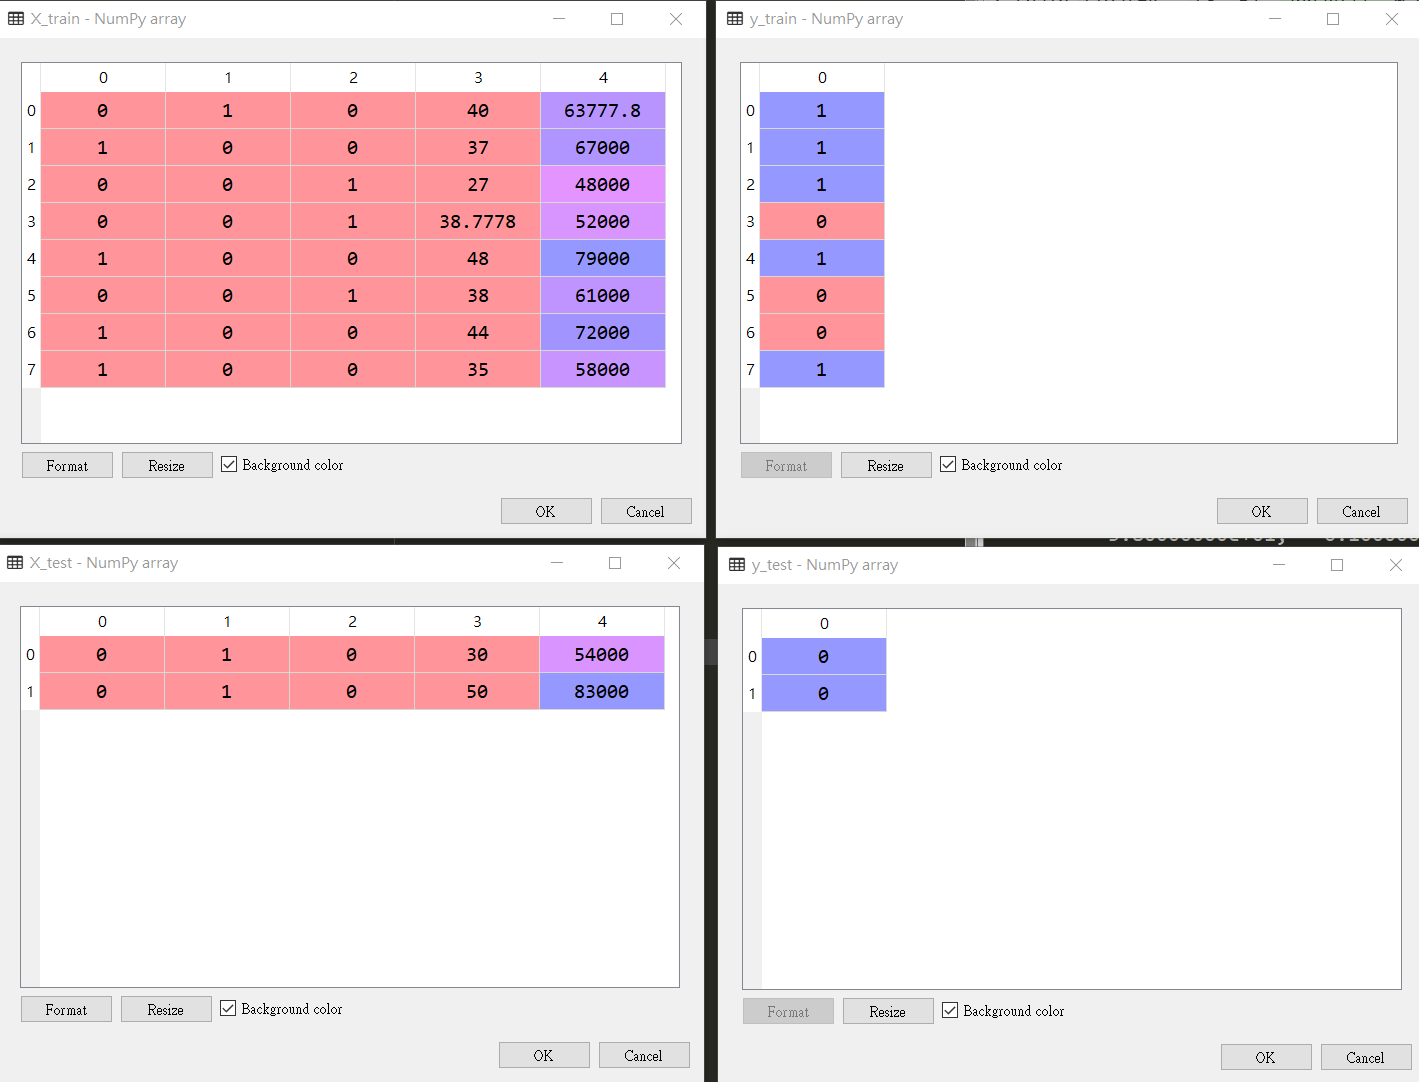 X_train - NumPy array
0 1 2 3 4
0 0 1 0 40 63777.8
1 1 0 0 37 67000
2 0 0 1 27 48000
3 0 0 1 38.7778 52000
4 1 0 0 48 79000
5 0 0 1 38 61000
6 1 0 0 44 72000
7 1 0 0 35 58000
Format Resize Background color
OK Cancel
y_train - NumPy array
0
0 1
1 1
2 1
3 0
4 1
5 0
6 0
7 1
Format Resize Background color
OK Cancel
X_test - NumPy array
0 1 2 3 4
0 0 1 0 30 54000
1 0 1 0 50 83000
Format Resize Background color
OK Cancel
y_test - NumPy array
0
0 0
1 0
Format Resize Background color
OK Cancel